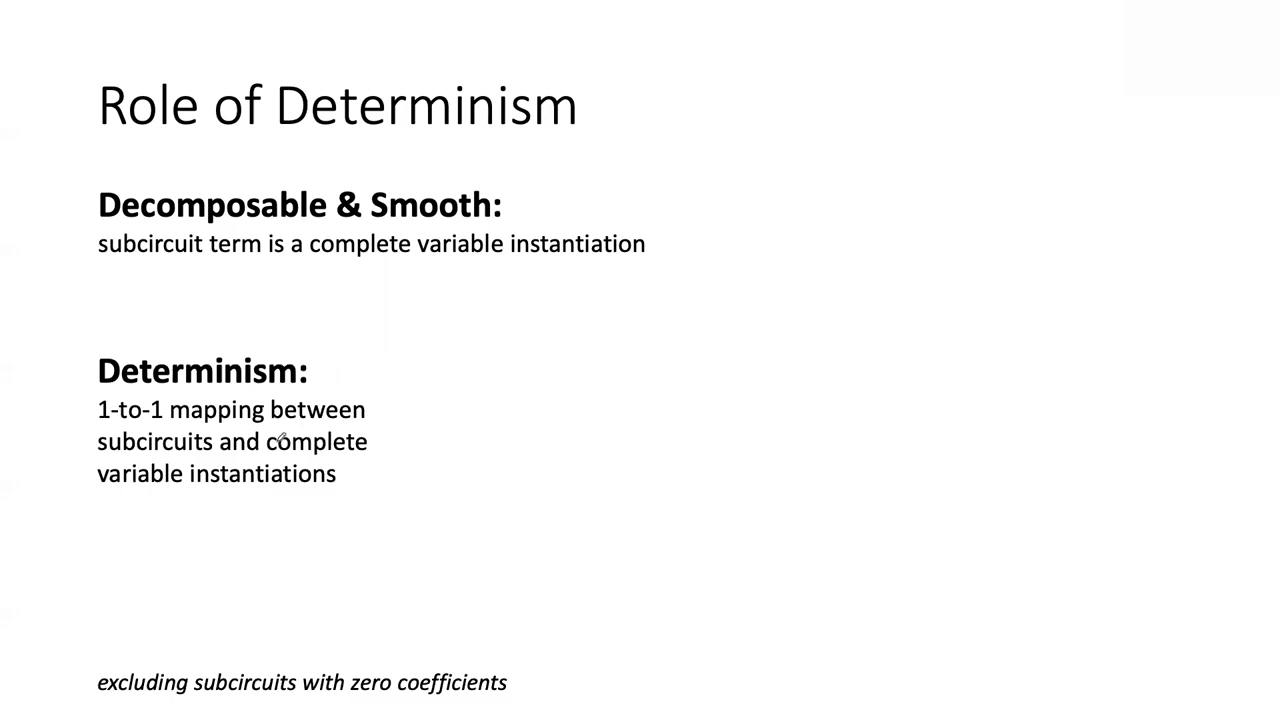 Role of Determinism
Decomposable & Smooth:
subcircuit term is a complete variable instantiation
Determinism:
1-to-1 mapping between
subcircuits and complete
variable instantiations
excluding subcircuits with zero coefficients